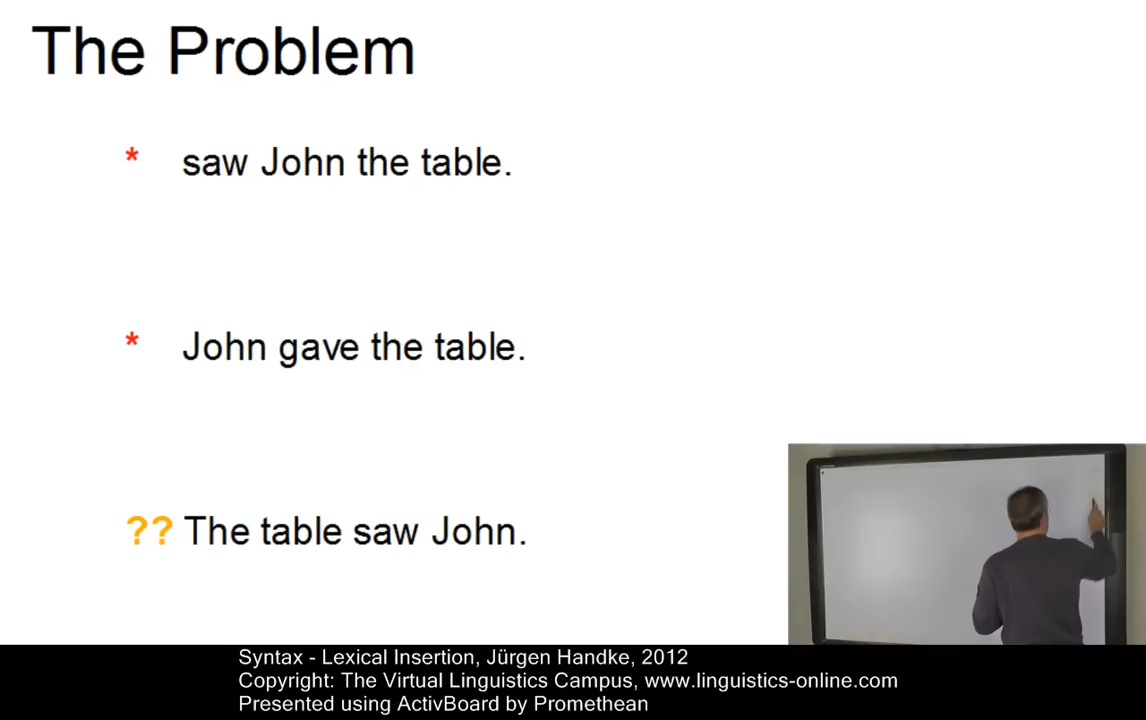 The Problem
* saw John the table.
* John gave the table.
?? The table saw John.
Syntax - Lexical Insertion, Jürgen Handke, 2012
Copyright: The Virtual Linguistics Campus, www.linguistics-online.com
Presented using ActivBoard by Promethean